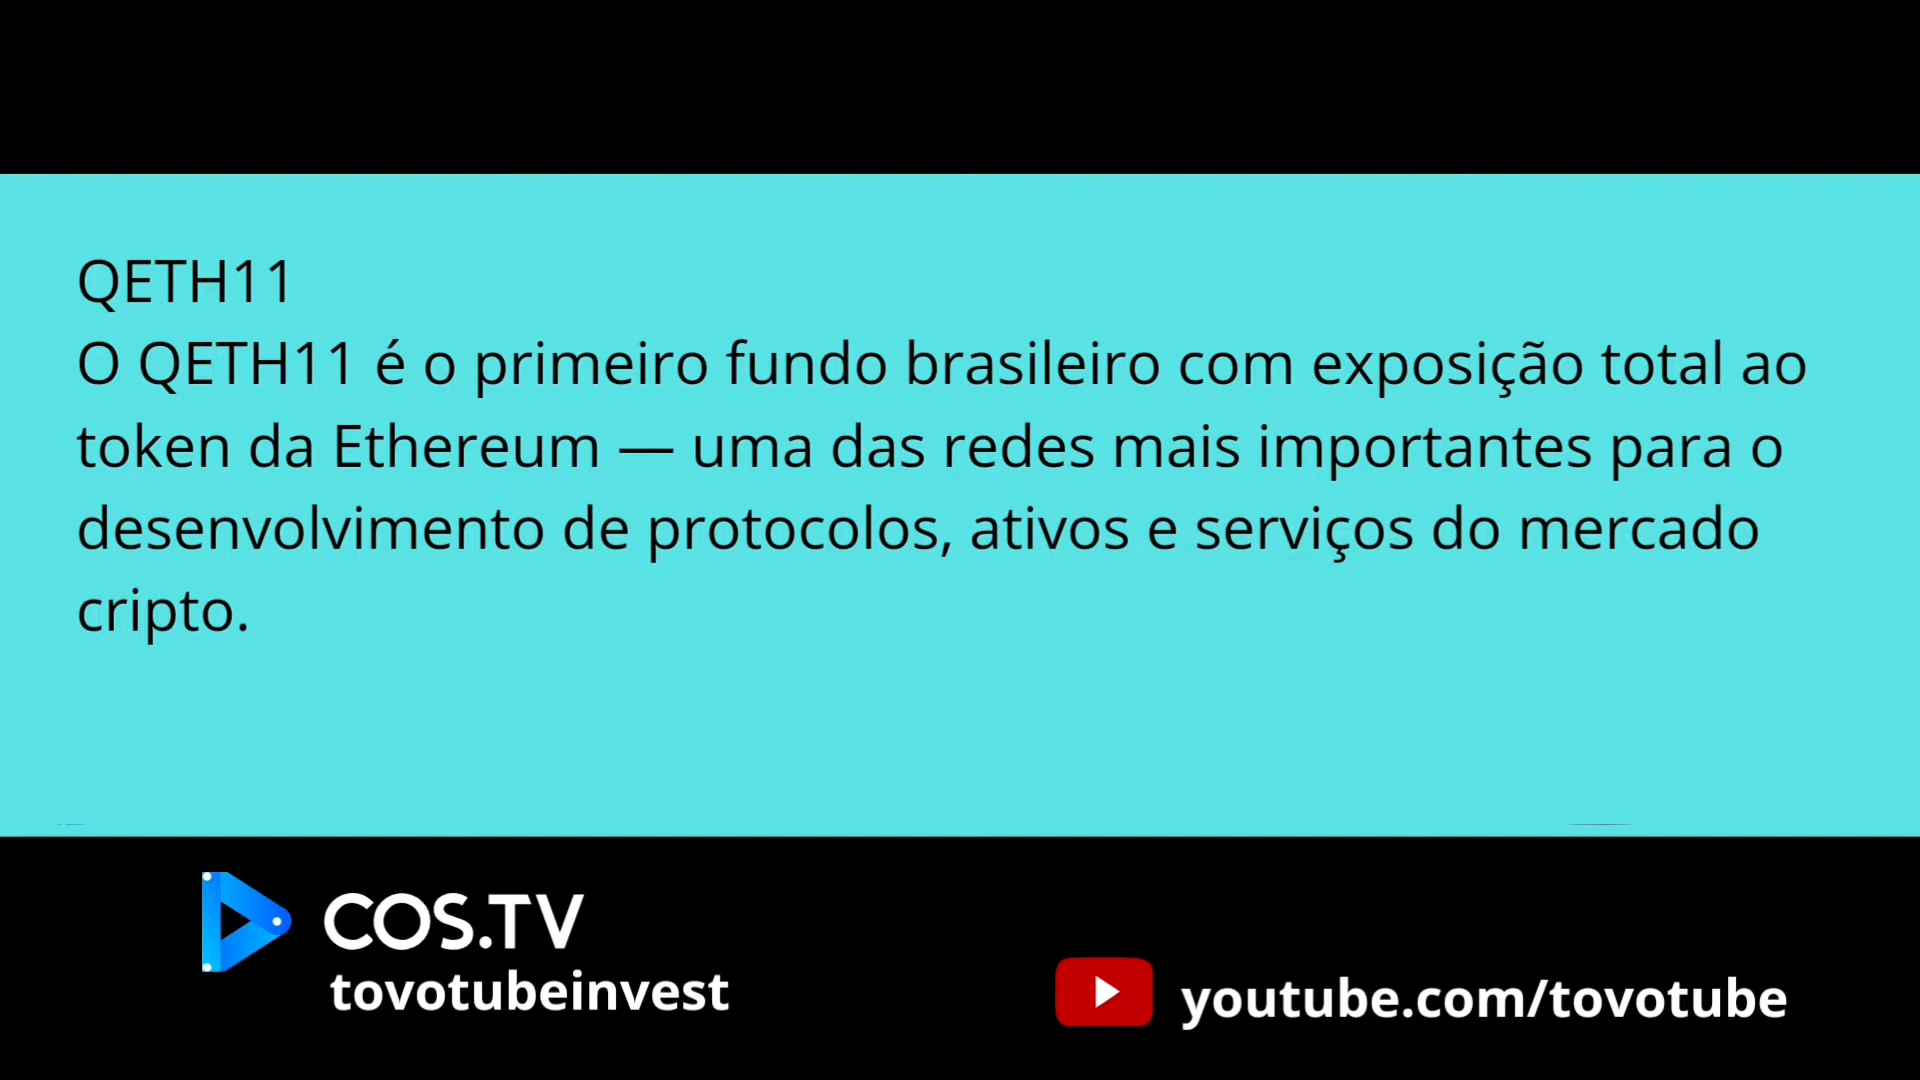 QETH11
O QETH11 é o primeiro fundo brasileiro com exposição total ao
token da Ethereum — uma das redes mais importantes para o
desenvolvimento de protocolos, ativos e serviços do mercado
cripto.
COS.TV
tovotubeinvest
youtube.com/tovotube